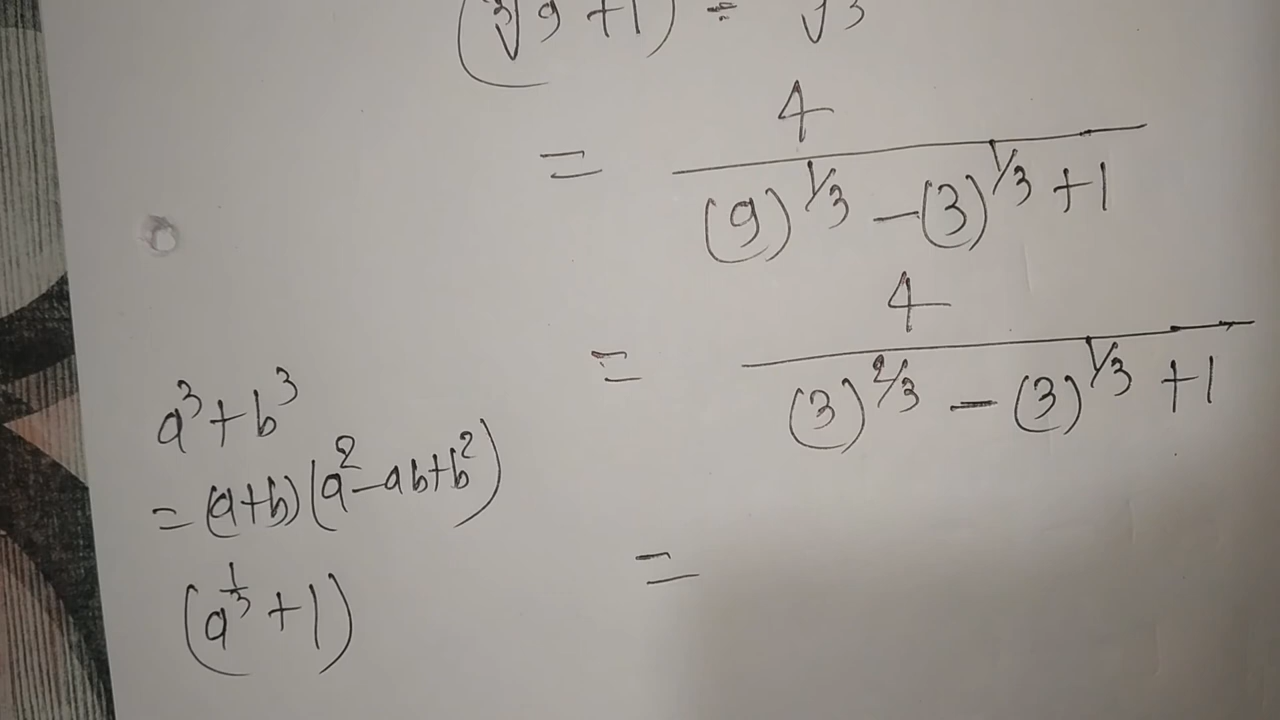 (∛9 + 1) - ∛3
= 4 / ((9)^1/3 - (3)^1/3 + 1)
= 4 / ((3)^2/3 - (3)^1/3 + 1)
a³ + b³
= (a+b)(a² - ab + b²)
(a^1/3 + 1)
=